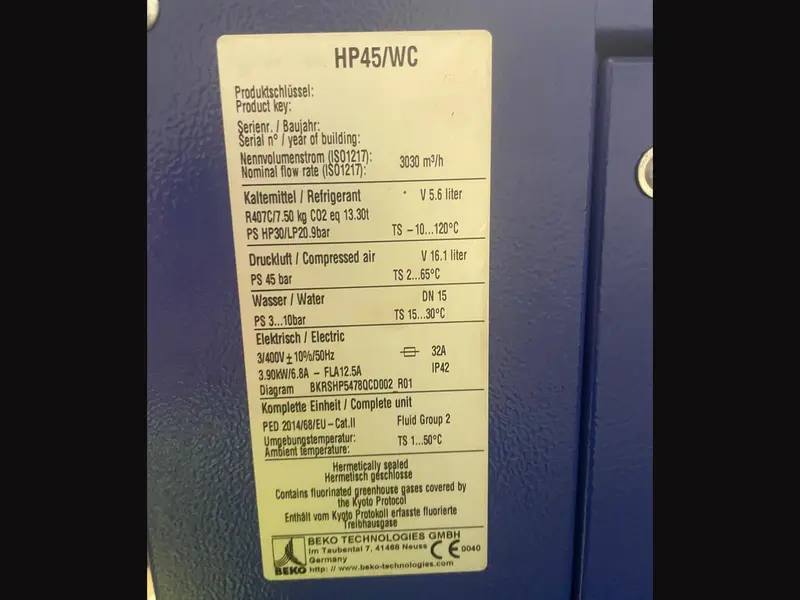 HP45/WC
Produktschlüssel:
Product key:
Serienr. / Baujahr:
Serial n° / year of building:
Nennvolumenstrom (ISO1217): 3030 m³/h
Nominal flow rate (ISO1217):
Kaltemittel / Refrigerant V 5.6 liter
R407C/7.50 kg CO2 eq 13.30t
PS HP30/LP20.9bar TS -10...120°C
Druckluft / Compressed air V 16.1 liter
PS 45 bar TS 2...65°C
Wasser / Water DN 15
PS 3...10bar TS 15...30°C
Elektrisch / Electric
3/400V±10%/50Hz 32A
3.90kW/6.8A - FLA12.5A IP42
Diagram BKRSHP5478QCD002_R01
Komplette Einheit / Complete unit
PED 2014/68/EU-Cat.II Fluid Group 2
Umgebungstemperatur: TS 1...50°C
Ambient temperature:
Hermetically sealed
Hermetisch geschlosse
Contains fluorinated greenhouse gases covered by
the Kyoto Protocol
Enthält vom Kyoto Protokoll erfasste fluorierte
Treibhausgase
BEKO TECHNOLOGIES GMBH
Im Taubental 7, 41468 Neuss CE 0040
Germany
BEKO http: // www.beko-technologies.com